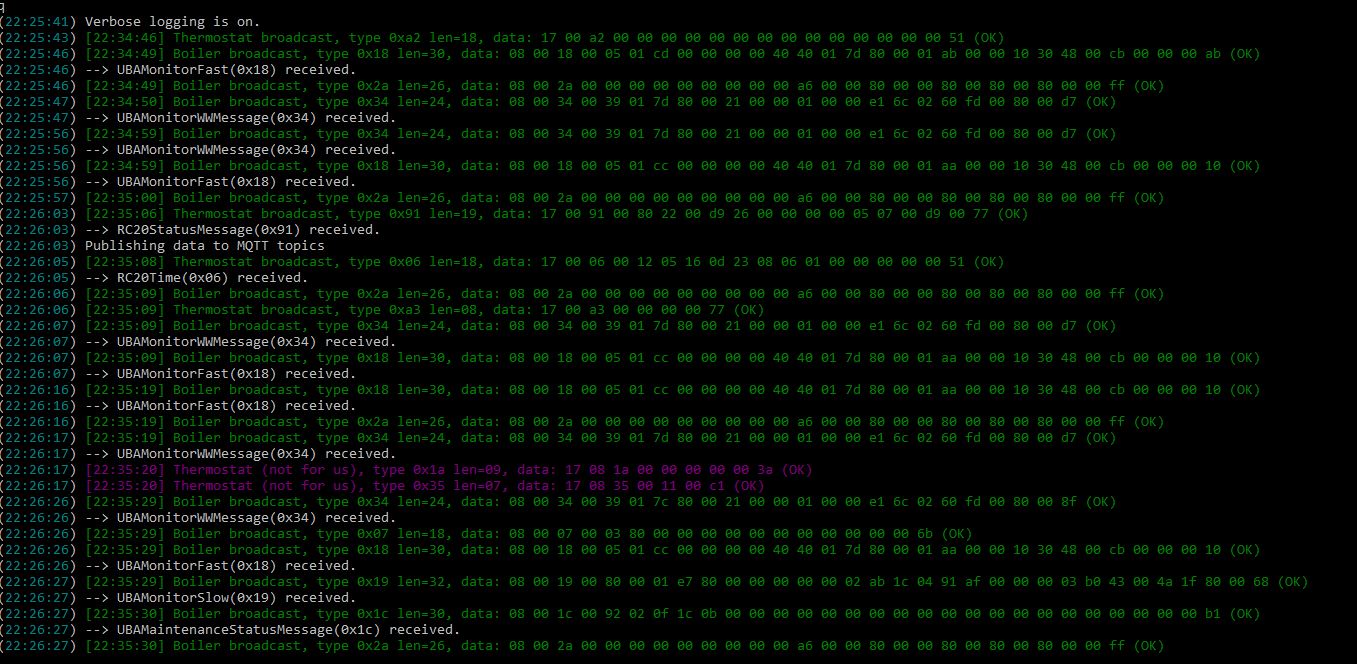 q
(22:25:41) Verbose logging is on.
(22:25:43) [22:34:46] Thermostat broadcast, type 0xa2 len=18, data: 17 00 a2 00 00 00 00 00 00 00 00 00 00 00 00 00 00 51 (OK)
(22:25:46) [22:34:49] Boiler broadcast, type 0x18 len=30, data: 08 00 18 00 05 01 cd 00 00 00 00 00 40 40 01 7d 80 00 01 ab 00 00 10 30 48 00 cb 00 00 00 ab (OK)
(22:25:46) --> UBAMonitorFast(0x18) received.
(22:25:46) [22:34:49] Boiler broadcast, type 0x2a len=26, data: 08 00 2a 00 00 00 00 00 00 00 00 00 00 a6 00 00 80 00 00 80 00 80 00 80 00 00 ff (OK)
(22:25:47) [22:34:50] Boiler broadcast, type 0x34 len=24, data: 08 00 34 00 39 01 7d 80 00 21 00 00 01 00 00 e1 6c 02 60 fd 00 80 00 d7 (OK)
(22:25:47) --> UBAMonitorWWMessage(0x34) received.
(22:25:56) [22:34:59] Boiler broadcast, type 0x34 len=24, data: 08 00 34 00 39 01 7d 80 00 21 00 00 01 00 00 e1 6c 02 60 fd 00 80 00 d7 (OK)
(22:25:56) --> UBAMonitorWWMessage(0x34) received.
(22:25:56) [22:34:59] Boiler broadcast, type 0x18 len=30, data: 08 00 18 00 05 01 cc 00 00 00 00 00 40 40 01 7d 80 00 01 aa 00 00 10 30 48 00 cb 00 00 00 10 (OK)
(22:25:56) --> UBAMonitorFast(0x18) received.
(22:25:57) [22:35:00] Boiler broadcast, type 0x2a len=26, data: 08 00 2a 00 00 00 00 00 00 00 00 00 00 a6 00 00 80 00 00 80 00 80 00 80 00 00 ff (OK)
(22:26:03) [22:35:06] Thermostat broadcast, type 0x91 len=19, data: 17 00 91 00 80 22 00 d9 26 00 00 00 00 05 07 00 d9 00 77 (OK)
(22:26:03) --> RC20StatusMessage(0x91) received.
(22:26:03) Publishing data to MQTT topics
(22:26:05) [22:35:08] Thermostat broadcast, type 0x06 len=18, data: 17 00 06 00 12 05 16 0d 23 08 06 01 00 00 00 00 00 51 (OK)
(22:26:05) --> RC20Time(0x06) received.
(22:26:06) [22:35:09] Boiler broadcast, type 0x2a len=26, data: 08 00 2a 00 00 00 00 00 00 00 00 00 00 a6 00 00 80 00 00 80 00 80 00 80 00 00 ff (OK)
(22:26:06) [22:35:09] Thermostat broadcast, type 0xa3 len=08, data: 17 00 a3 00 00 00 00 77 (OK)
(22:26:07) [22:35:09] Boiler broadcast, type 0x34 len=24, data: 08 00 34 00 39 01 7d 80 00 21 00 00 01 00 00 e1 6c 02 60 fd 00 80 00 d7 (OK)
(22:26:07) --> UBAMonitorWWMessage(0x34) received.
(22:26:07) [22:35:09] Boiler broadcast, type 0x18 len=30, data: 08 00 18 00 05 01 cc 00 00 00 00 00 40 40 01 7d 80 00 01 aa 00 00 10 30 48 00 cb 00 00 00 10 (OK)
(22:26:07) --> UBAMonitorFast(0x18) received.
(22:26:16) [22:35:19] Boiler broadcast, type 0x18 len=30, data: 08 00 18 00 05 01 cc 00 00 00 00 00 40 40 01 7d 80 00 01 aa 00 00 10 30 48 00 cb 00 00 00 10 (OK)
(22:26:16) --> UBAMonitorFast(0x18) received.
(22:26:16) [22:35:19] Boiler broadcast, type 0x2a len=26, data: 08 00 2a 00 00 00 00 00 00 00 00 00 00 a6 00 00 80 00 00 80 00 80 00 80 00 00 ff (OK)
(22:26:17) [22:35:19] Boiler broadcast, type 0x34 len=24, data: 08 00 34 00 39 01 7d 80 00 21 00 00 01 00 00 e1 6c 02 60 fd 00 80 00 d7 (OK)
(22:26:17) --> UBAMonitorWWMessage(0x34) received.
(22:26:17) [22:35:20] Thermostat (not for us), type 0x1a len=09, data: 17 08 1a 00 00 00 00 00 3a (OK)
(22:26:17) [22:35:20] Thermostat (not for us), type 0x35 len=07, data: 17 08 35 00 11 00 c1 (OK)
(22:26:26) [22:35:29] Boiler broadcast, type 0x34 len=24, data: 08 00 34 00 39 01 7c 80 00 21 00 00 01 00 00 e1 6c 02 60 fd 00 80 00 8f (OK)
(22:26:26) --> UBAMonitorWWMessage(0x34) received.
(22:26:26) [22:35:29] Boiler broadcast, type 0x07 len=18, data: 08 00 07 00 03 80 00 00 00 00 00 00 00 00 00 00 00 6b (OK)
(22:26:26) [22:35:29] Boiler broadcast, type 0x18 len=30, data: 08 00 18 00 05 01 cc 00 00 00 00 00 40 40 01 7d 80 00 01 aa 00 00 10 30 48 00 cb 00 00 00 10 (OK)
(22:26:26) --> UBAMonitorFast(0x18) received.
(22:26:27) [22:35:29] Boiler broadcast, type 0x19 len=32, data: 08 00 19 00 80 00 01 e7 80 00 00 00 00 00 00 02 ab 1c 04 91 af 00 00 00 03 b0 43 00 4a 1f 80 00 68 (OK)
(22:26:27) --> UBAMonitorSlow(0x19) received.
(22:26:27) [22:35:30] Boiler broadcast, type 0x1c len=30, data: 08 00 1c 00 92 02 0f 1c 0b 00 00 00 00 00 00 00 00 00 00 00 00 00 00 00 00 00 00 00 00 b1 (OK)
(22:26:27) --> UBAMaintenanceStatusMessage(0x1c) received.
(22:26:27) [22:35:30] Boiler broadcast, type 0x2a len=26, data: 08 00 2a 00 00 00 00 00 00 00 00 00 00 a6 00 00 80 00 00 80 00 80 00 80 00 00 ff (OK)